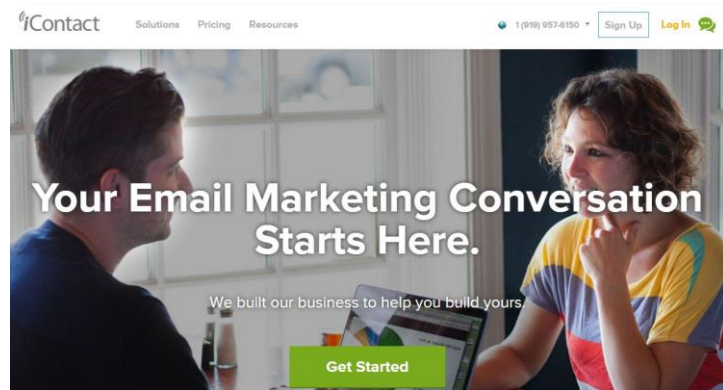 iContact
Solutions Pricing Resources
1 (919) 957-6150
Sign Up
Log In
Your Email Marketing Conversation
Starts Here.
We built our business to help you build yours.
Get Started